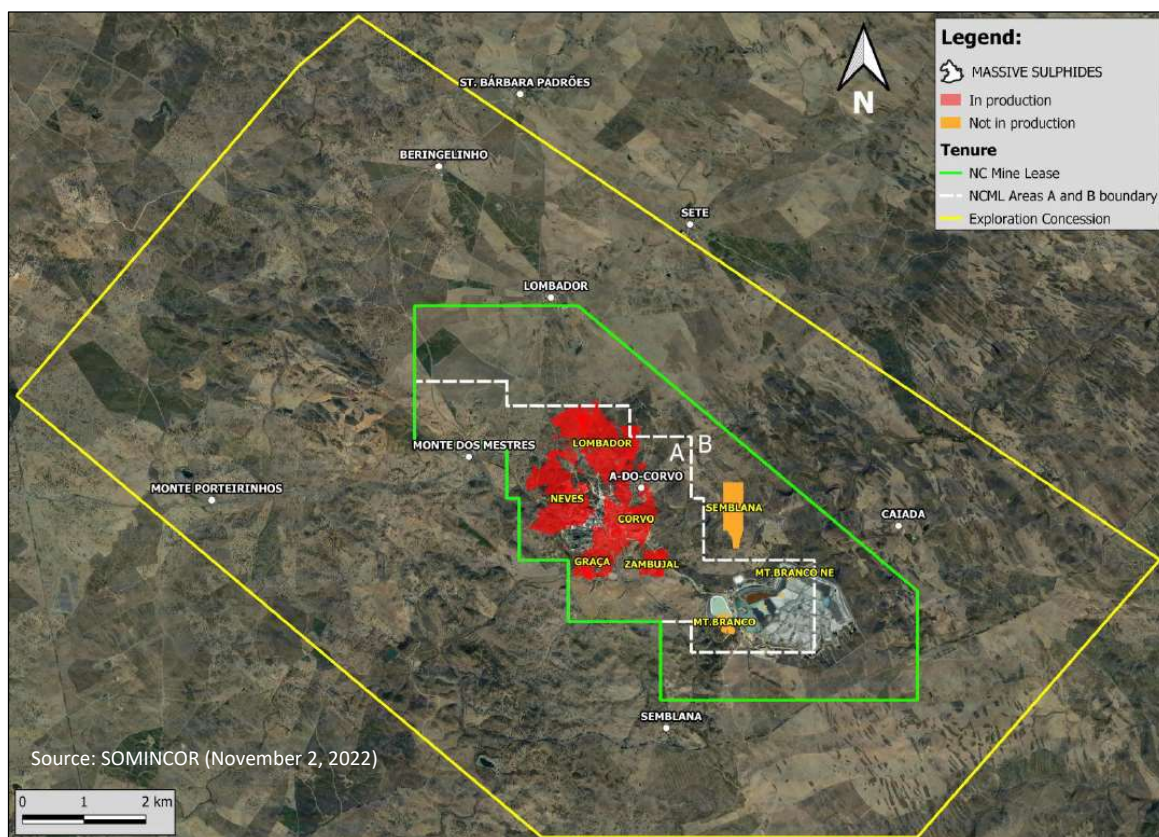 Legend:
MASSIVE SULPHIDES
In production
Not in production
Tenure
NC Mine Lease
NCML Areas A and B boundary
Exploration Concession
N
ST. BÁRBARA PADRÕES
BERINGELINHO
SETE
LOMBADOR
MONTE DOS MESTRES
LOMBADOR
A
B
MONTE PORTEIRINHOS
A-DO-CORVO
NEVES
CORVO
SEMBLANA
CAIADA
GRAÇA
ZAMBUJAL
MT.BRANCO NE
MT.BRANCO
SEMBLANA
Source: SOMINCOR (November 2, 2022)
0 1 2 km